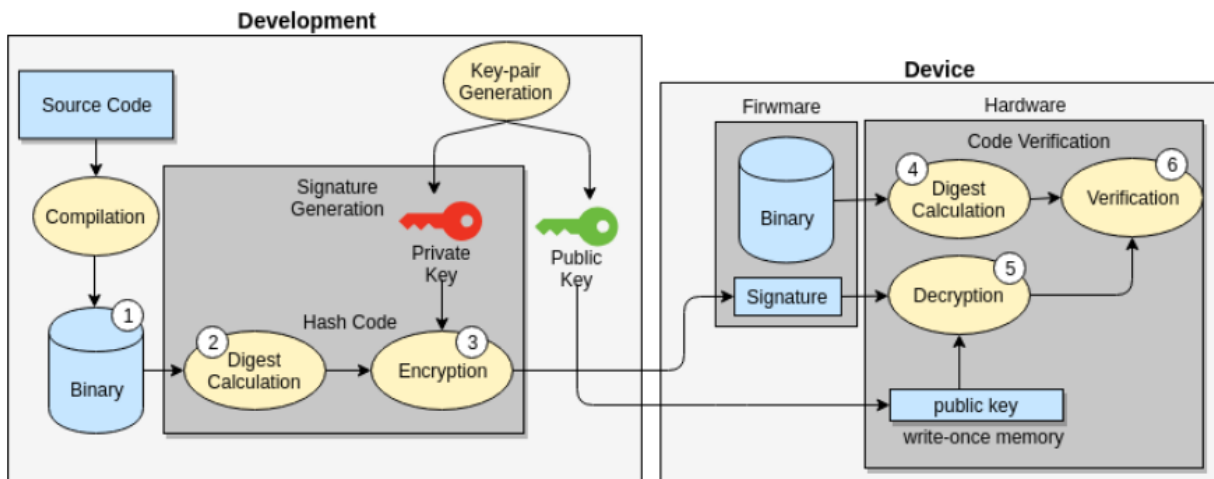 Development
Source Code
Compilation
1
Binary
Key-pair
Generation
Signature
Generation
Private
Key
Public
Key
Hash Code
2
Digest
Calculation
3
Encryption
Device
Firwmare
Hardware
Binary
Signature
Code Verification
4
Digest
Calculation
6
Verification
5
Decryption
public key
write-once memory